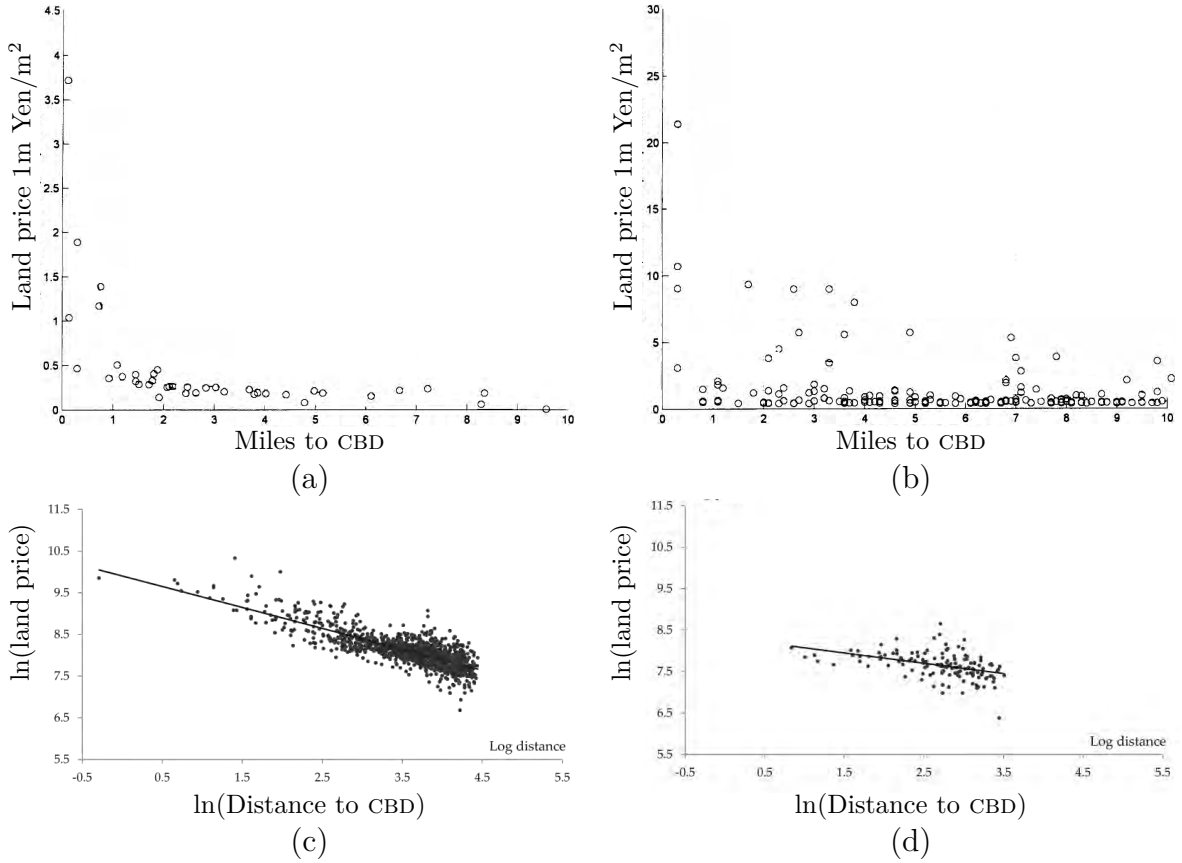 Land price 1m Yen/m²
4.5
4
3.5
3
2.5
2
1.5
1
0.5
0
0 1 2 3 4 5 6 7 8 9 10
Miles to CBD
(a)
Land price 1m Yen/m²
30
25
20
15
10
5
0
0 1 2 3 4 5 6 7 8 9 10
Miles to CBD
(b)
ln(land price)
11.5
10.5
9.5
8.5
7.5
6.5
5.5
Log distance
-0.5 0.5 1.5 2.5 3.5 4.5 5.5
ln(Distance to CBD)
(c)
ln(land price)
11.5
10.5
9.5
8.5
7.5
6.5
5.5
Log distance
-0.5 0.5 1.5 2.5 3.5 4.5 5.5
ln(Distance to CBD)
(d)